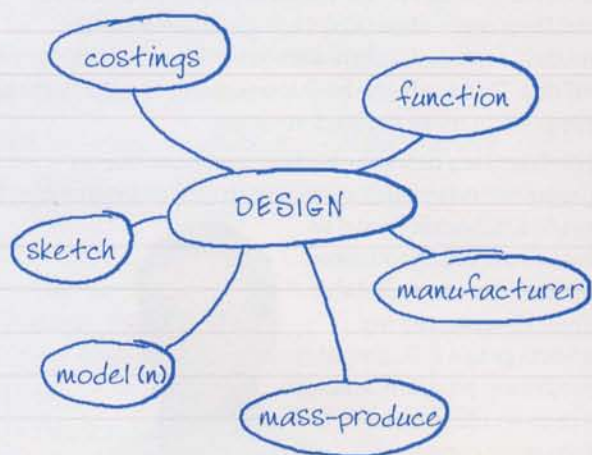 costings
function
DESIGN
sketch
manufacturer
model (n)
mass-produce